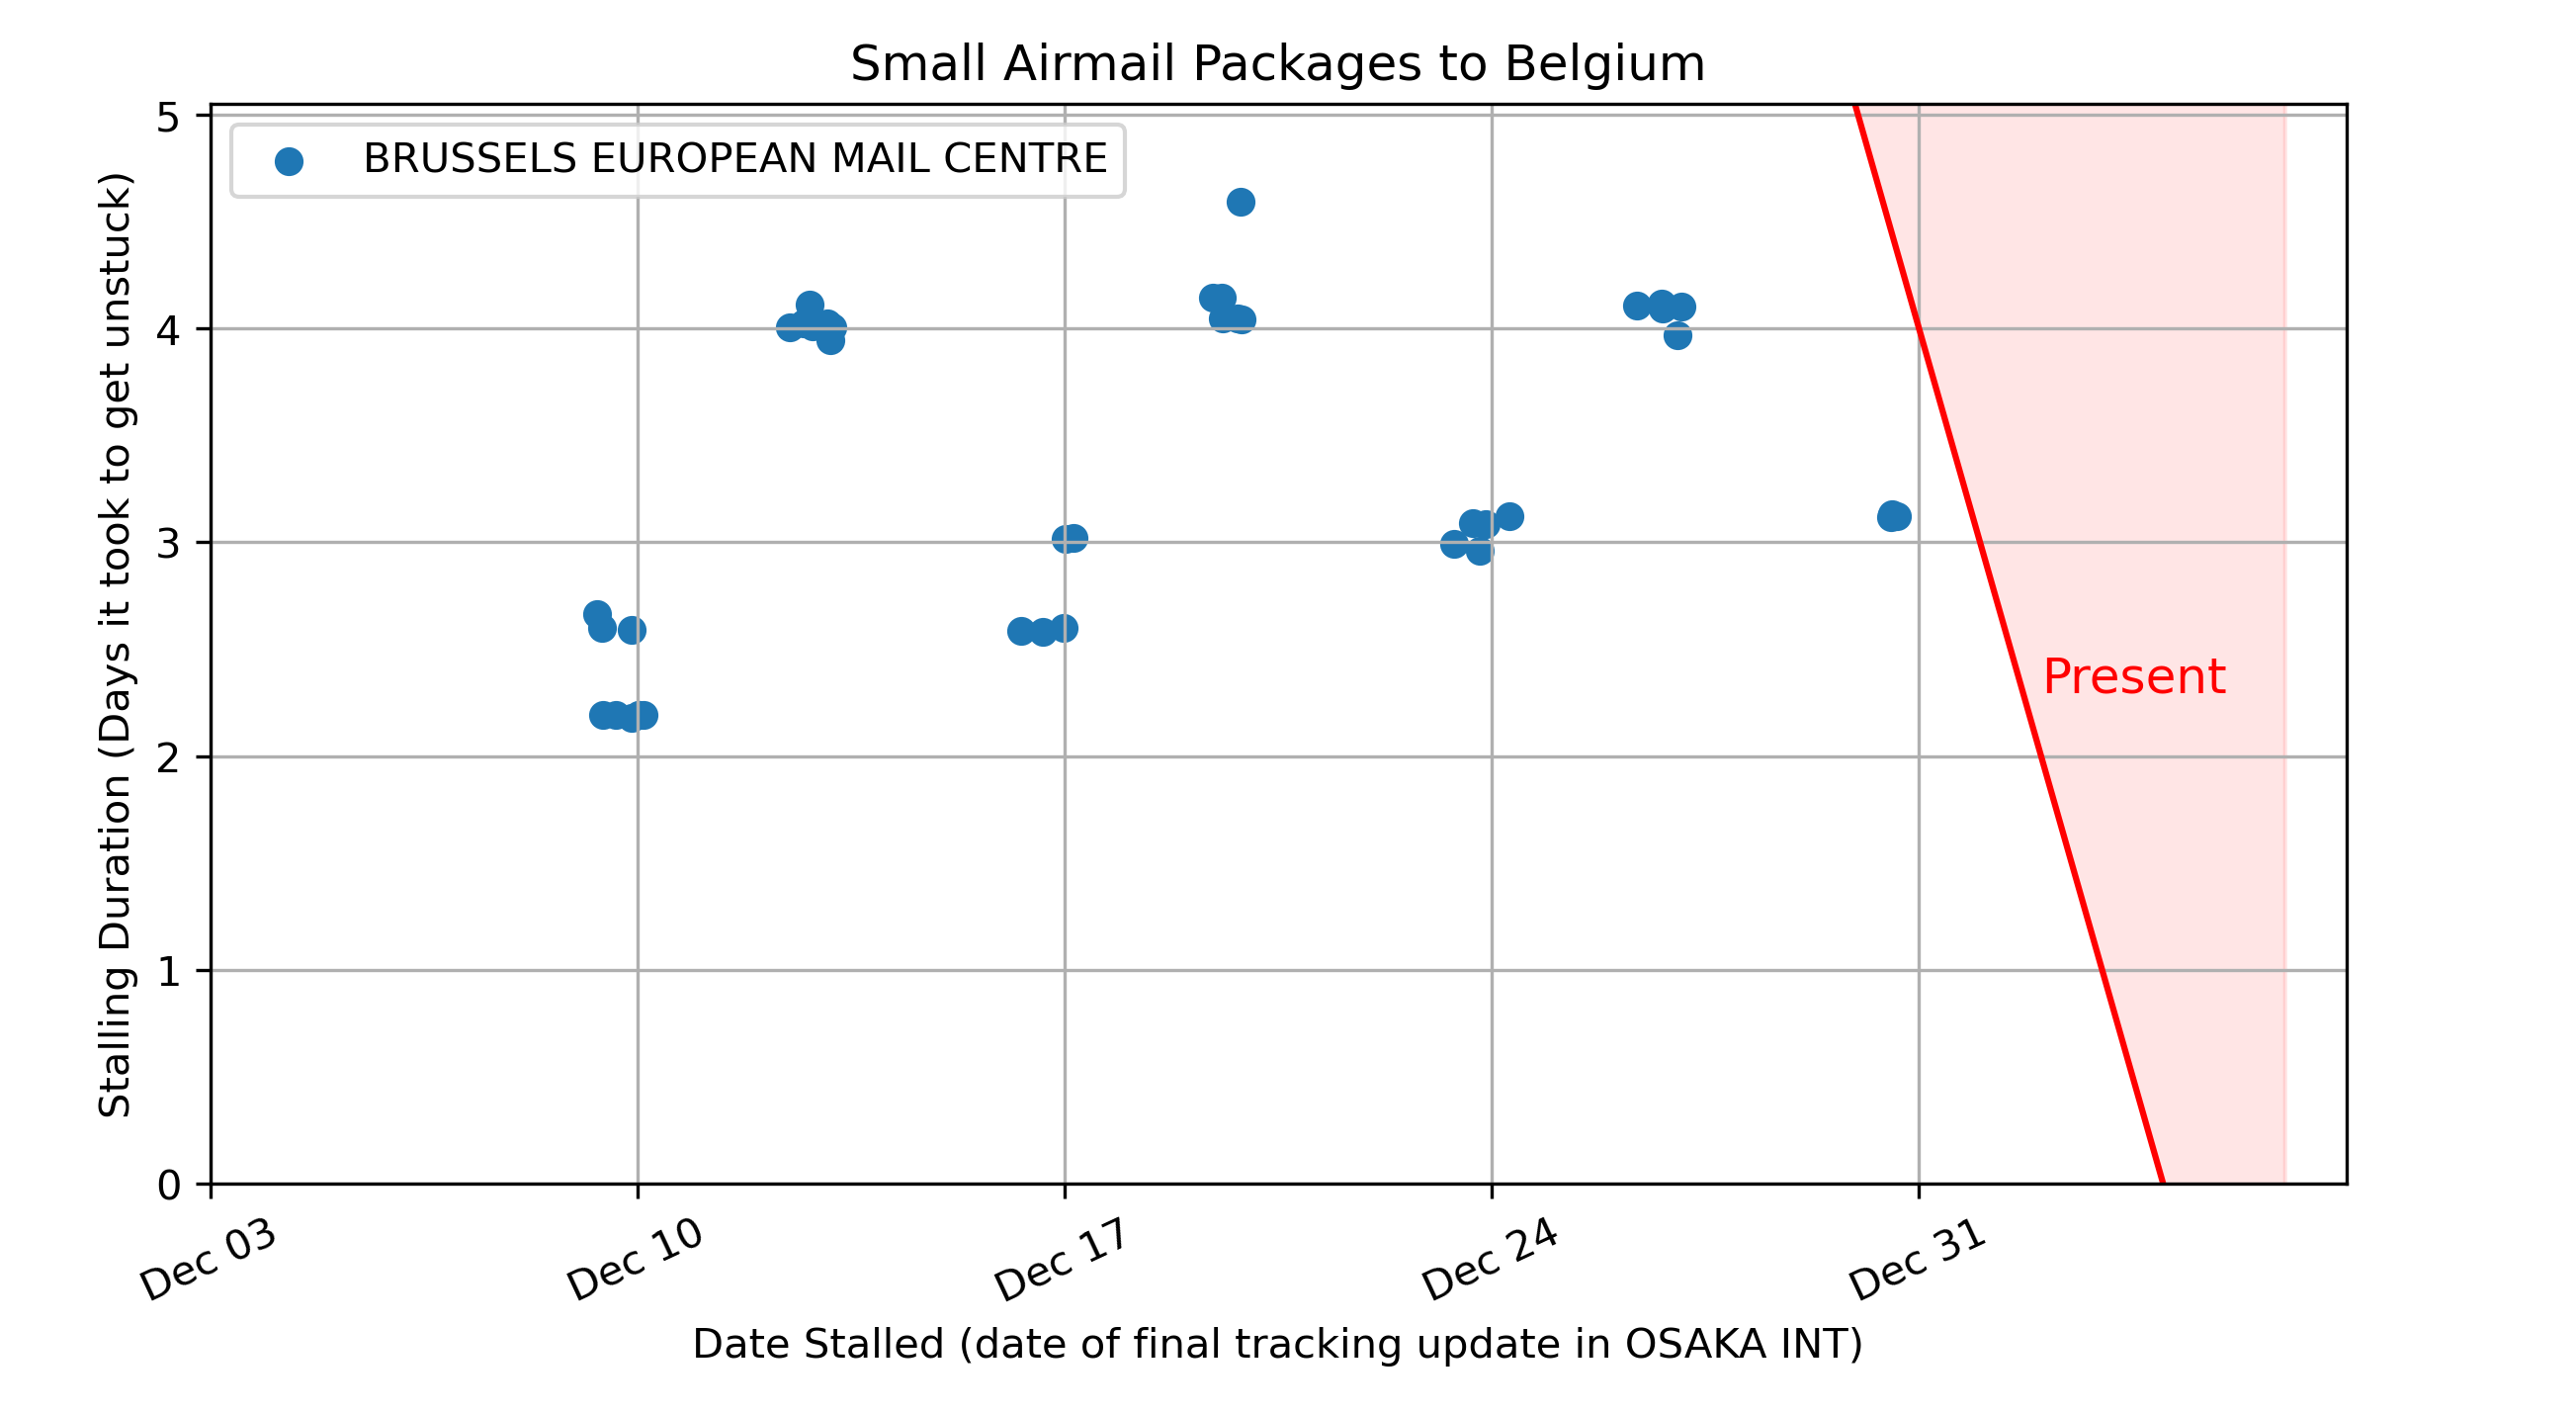 Small Airmail Packages to Belgium
BRUSSELS EUROPEAN MAIL CENTRE
Stalling Duration (Days it took to get unstuck)
5
4
3
2
1
0
Present
Dec 03
Dec 10
Dec 17
Dec 24
Dec 31
Date Stalled (date of final tracking update in OSAKA INT)